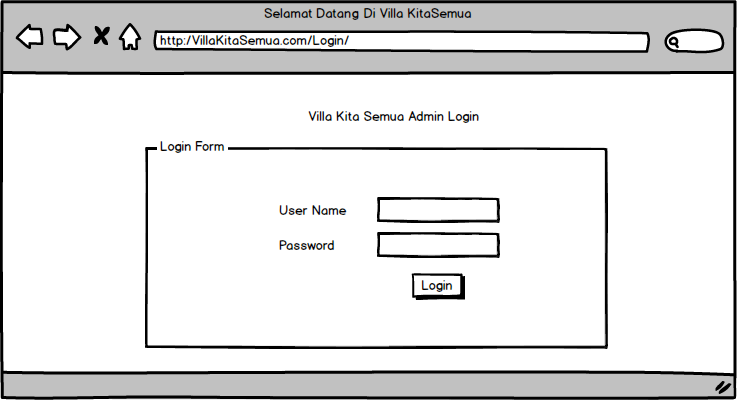 Selamat Datang Di Villa KitaSemua
http:/VillaKitaSemua.com/Login/
Villa Kita Semua Admin Login
Login Form
User Name
Password
Login